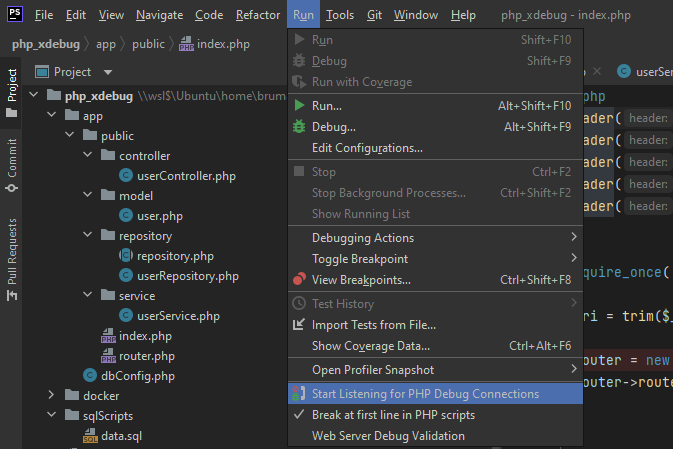 PS File Edit View Navigate Code Refactor Run Tools Git Window Help php_xdebug - index.php
php_xdebug app public index.php
Project
Commit
Pull Requests
Project
php_xdebug \\wsl$\Ubuntu\home\brum
app
public
controller
userController.php
model
user.php
repository
repository.php
userRepository.php
service
userService.php
index.php
router.php
dbConfig.php
docker
sqlScripts
data.sql
Run Shift+F10
Debug Shift+F9
Run with Coverage
Run... Alt+Shift+F10
Debug... Alt+Shift+F9
Edit Configurations...
Stop Ctrl+F2
Stop Background Processes... Ctrl+Shift+F2
Show Running List
Debugging Actions
Toggle Breakpoint
View Breakpoints... Ctrl+Shift+F8
Test History
Import Tests from File...
Show Coverage Data... Ctrl+Alt+F6
Open Profiler Snapshot
Start Listening for PHP Debug Connections
Break at first line in PHP scripts
Web Server Debug Validation
userSer
php
ader( header:
ader( header:
ader( header:
ader( header:
ader( header:
quire_once(
ri = trim($_
outer = new
outer->route